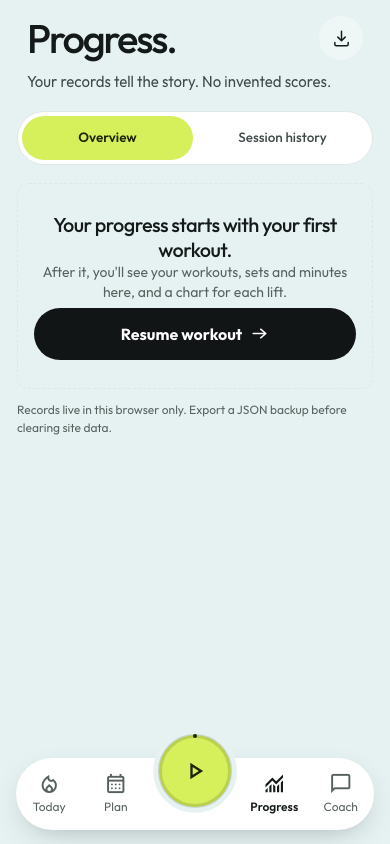 Progress.
Your records tell the story. No invented scores.
Overview
Session history
Your progress starts with your first
workout.
After it, you'll see your workouts, sets and minutes
here, and a chart for each lift.
Resume workout
Records live in this browser only. Export a JSON backup before
clearing site data.
Today
Plan
Progress
Coach